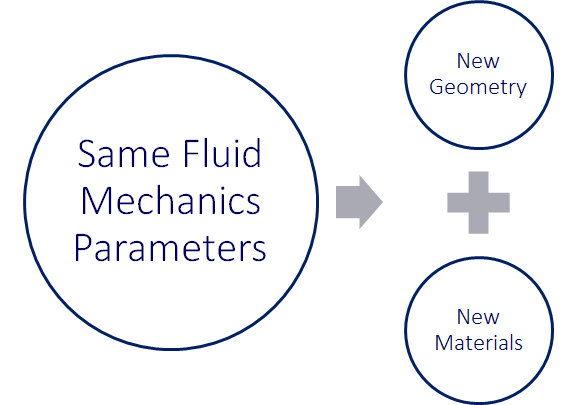 Same Fluid
Mechanics
Parameters
New
Geometry
New
Materials